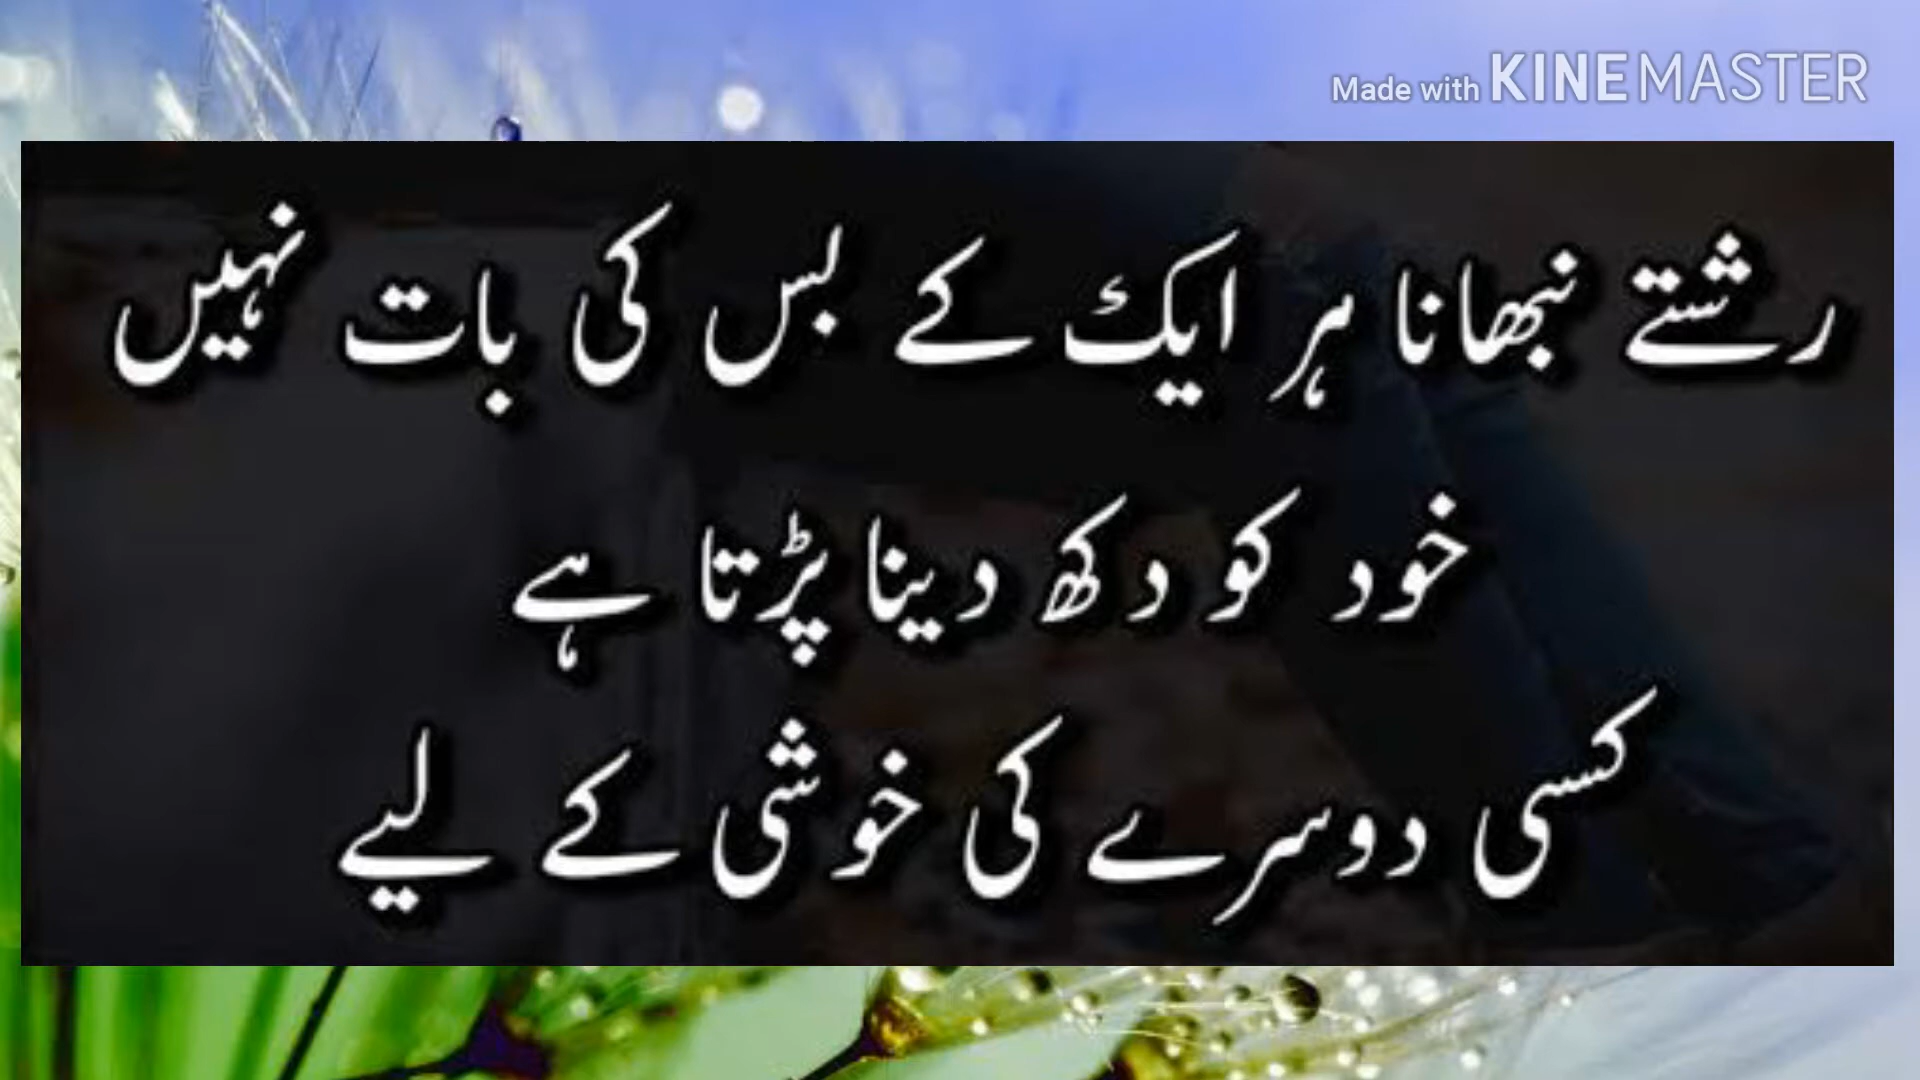 Made with KINEMASTER
رشتے نبھانا ہر ایک کے بس کی بات نہیں
خود کو دکھ دینا پڑتا ہے
کسی دوسرے کی خوشی کے لیے